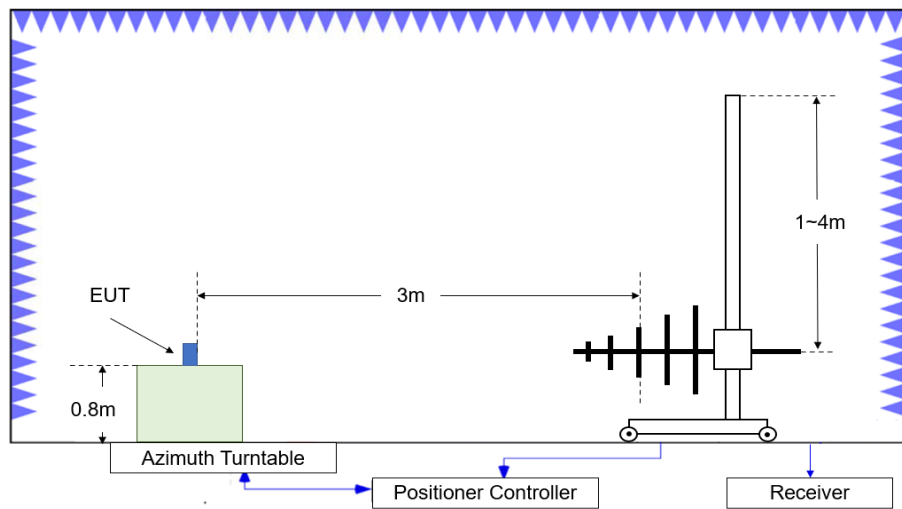 1~4m
EUT
3m
0.8m
Azimuth Turntable
Positioner Controller
Receiver